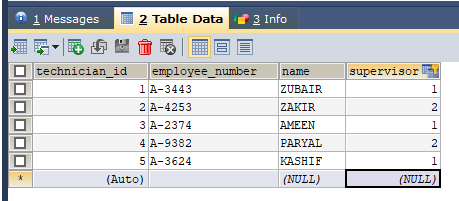 1 Messages 2 Table Data 3 Info
technician_id employee_number name supervisor
1 A-3443 ZUBAIR 1
2 A-4253 ZAKIR 2
3 A-2374 AMEEN 1
4 A-9382 PARYAL 2
5 A-3624 KASHIF 1
* (Auto) (NULL) (NULL)